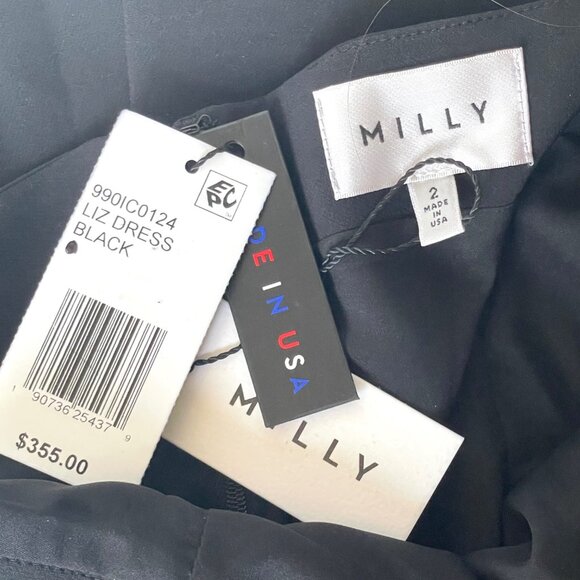 MILLY
2
MADE IN
USA
EPC
990IC0124
LIZ DRESS
BLACK
1 90736 25437 9
$355.00
DE IN USA
MILLY